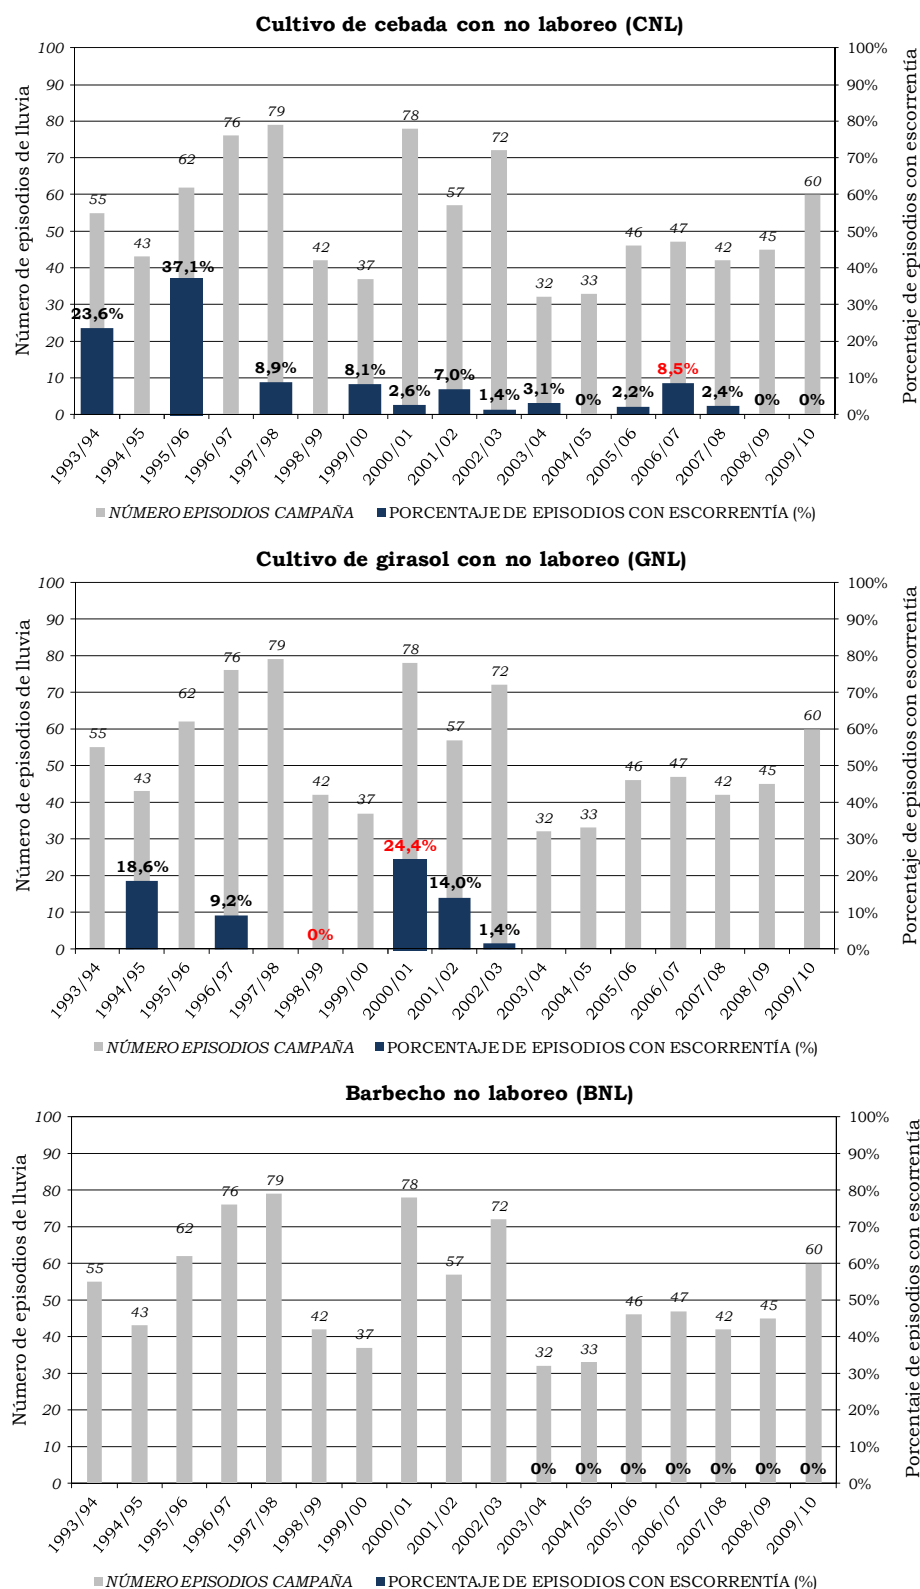 Cultivo de cebada con no laboreo (CNL)
Número de episodios de lluvia
Porcentaje de episodios con escorrentía
100 100%
90 90%
80 80%
70 70%
60 60%
50 50%
40 40%
30 30%
20 20%
10 10%
0 0%
55 43 62 76 79 42 37 78 57 72 32 33 46 47 42 45 60
23,6% 37,1% 8,9% 8,1% 2,6% 7,0% 1,4% 3,1% 0% 2,2% 8,5% 2,4% 0% 0%
1993/94 1994/95 1995/96 1996/97 1997/98 1998/99 1999/00 2000/01 2001/02 2002/03 2003/04 2004/05 2005/06 2006/07 2007/08 2008/09 2009/10
NÚMERO EPISODIOS CAMPAÑA PORCENTAJE DE EPISODIOS CON ESCORRENTÍA (%)
Cultivo de girasol con no laboreo (GNL)
Número de episodios de lluvia
Porcentaje de episodios con escorrentía
100 100%
90 90%
80 80%
70 70%
60 60%
50 50%
40 40%
30 30%
20 20%
10 10%
0 0%
55 43 62 76 79 42 37 78 57 72 32 33 46 47 42 45 60
18,6% 9,2% 0% 24,4% 14,0% 1,4%
1993/94 1994/95 1995/96 1996/97 1997/98 1998/99 1999/00 2000/01 2001/02 2002/03 2003/04 2004/05 2005/06 2006/07 2007/08 2008/09 2009/10
NÚMERO EPISODIOS CAMPAÑA PORCENTAJE DE EPISODIOS CON ESCORRENTÍA (%)
Barbecho no laboreo (BNL)
Número de episodios de lluvia
Porcentaje de episodios con escorrentía
100 100%
90 90%
80 80%
70 70%
60 60%
50 50%
40 40%
30 30%
20 20%
10 10%
0 0%
55 43 62 76 79 42 37 78 57 72 32 33 46 47 42 45 60
0% 0% 0% 0% 0% 0% 0%
1993/94 1994/95 1995/96 1996/97 1997/98 1998/99 1999/00 2000/01 2001/02 2002/03 2003/04 2004/05 2005/06 2006/07 2007/08 2008/09 2009/10
NÚMERO EPISODIOS CAMPAÑA PORCENTAJE DE EPISODIOS CON ESCORRENTÍA (%)